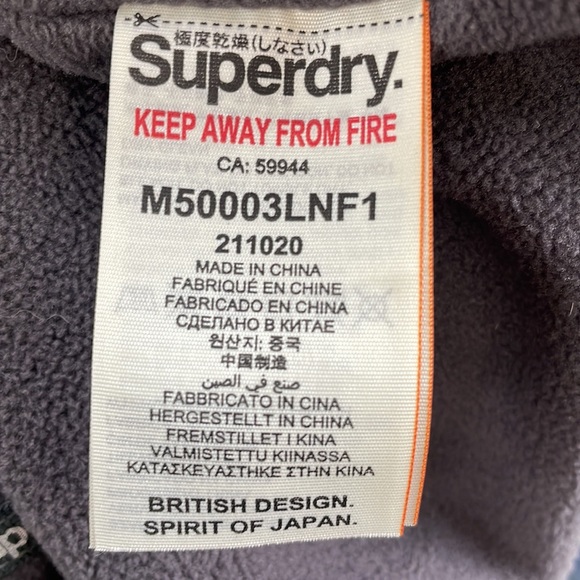 極度乾燥(しなさい)
Superdry.
KEEP AWAY FROM FIRE
CA: 59944
M50003LNF1
211020
MADE IN CHINA
FABRIQUÉ EN CHINE
FABRICADO EN CHINA
СДЕЛАНО В КИТАЕ
원산지: 중국
中国制造
صنع في الصين
FABBRICATO IN CINA
HERGESTELLT IN CHINA
FREMSTILLET I KINA
VALMISTETTU KIINASSA
ΚΑΤΑΣΚΕΥΑΣΤΗΚΕ ΣΤΗΝ ΚΙΝΑ
BRITISH DESIGN.
SPIRIT OF JAPAN.